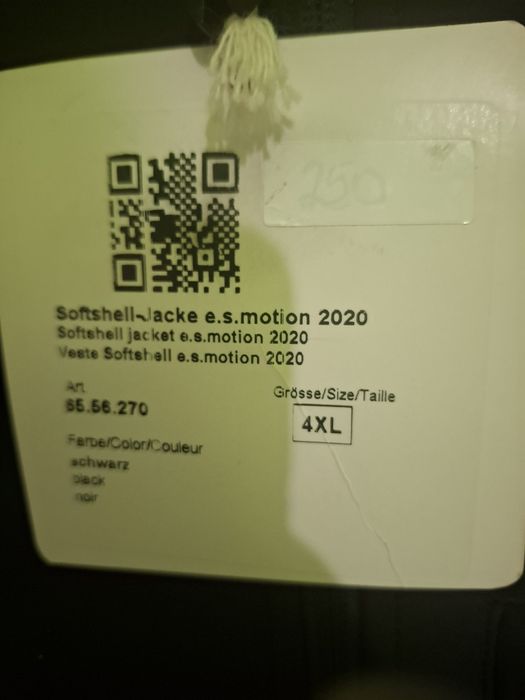 250
Softshell-Jacke e.s.motion 2020
Softshell jacket e.s.motion 2020
Veste Softshell e.s.motion 2020
Art.
65.56.270
Grösse/Size/Taille
4XL
Farbe/Color/Couleur
schwarz
black
noir